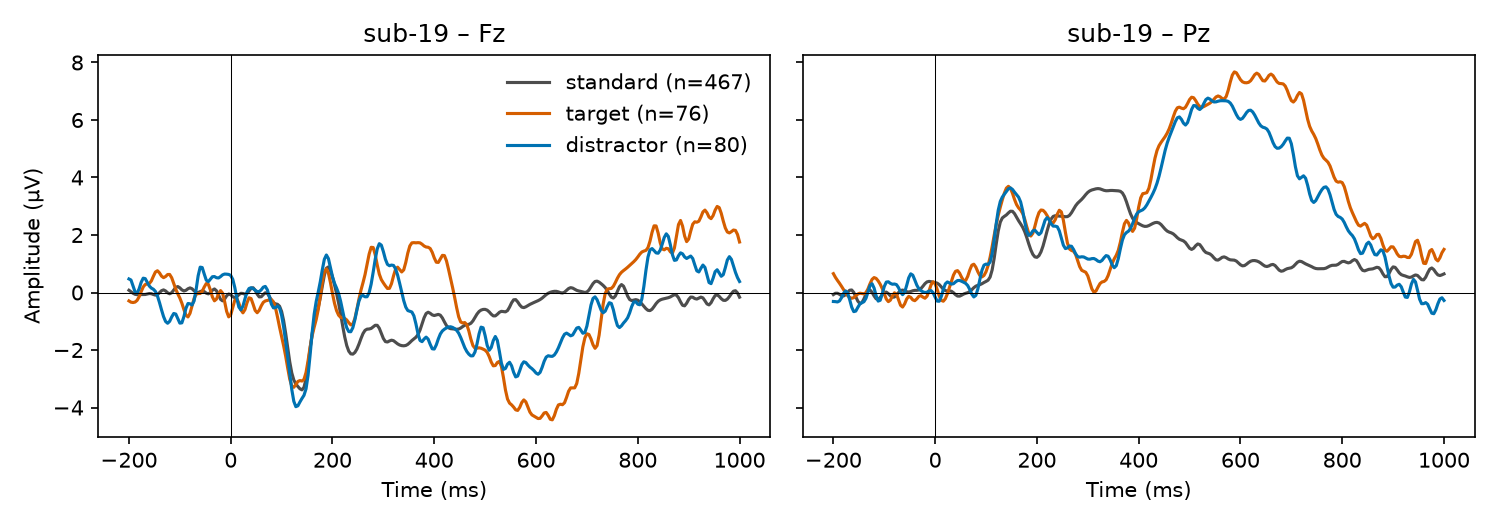 sub-19 – Fz
sub-19 – Pz
8
6
4
2
0
−2
−4
Amplitude (µV)
standard (n=467)
target (n=76)
distractor (n=80)
−200 0 200 400 600 800 1000
−200 0 200 400 600 800 1000
Time (ms)
Time (ms)